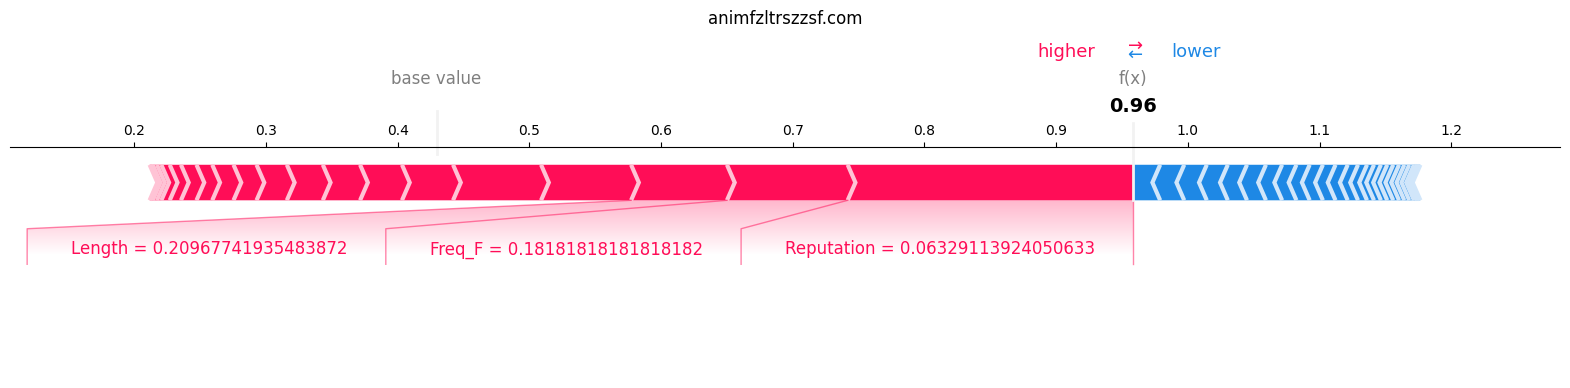 animfzltrszzsf.com
higher ⇄ lower
base value
f(x)
0.96
0.2 0.3 0.4 0.5 0.6 0.7 0.8 0.9 1.0 1.1 1.2
Length = 0.20967741935483872
Freq_F = 0.18181818181818182
Reputation = 0.06329113924050633